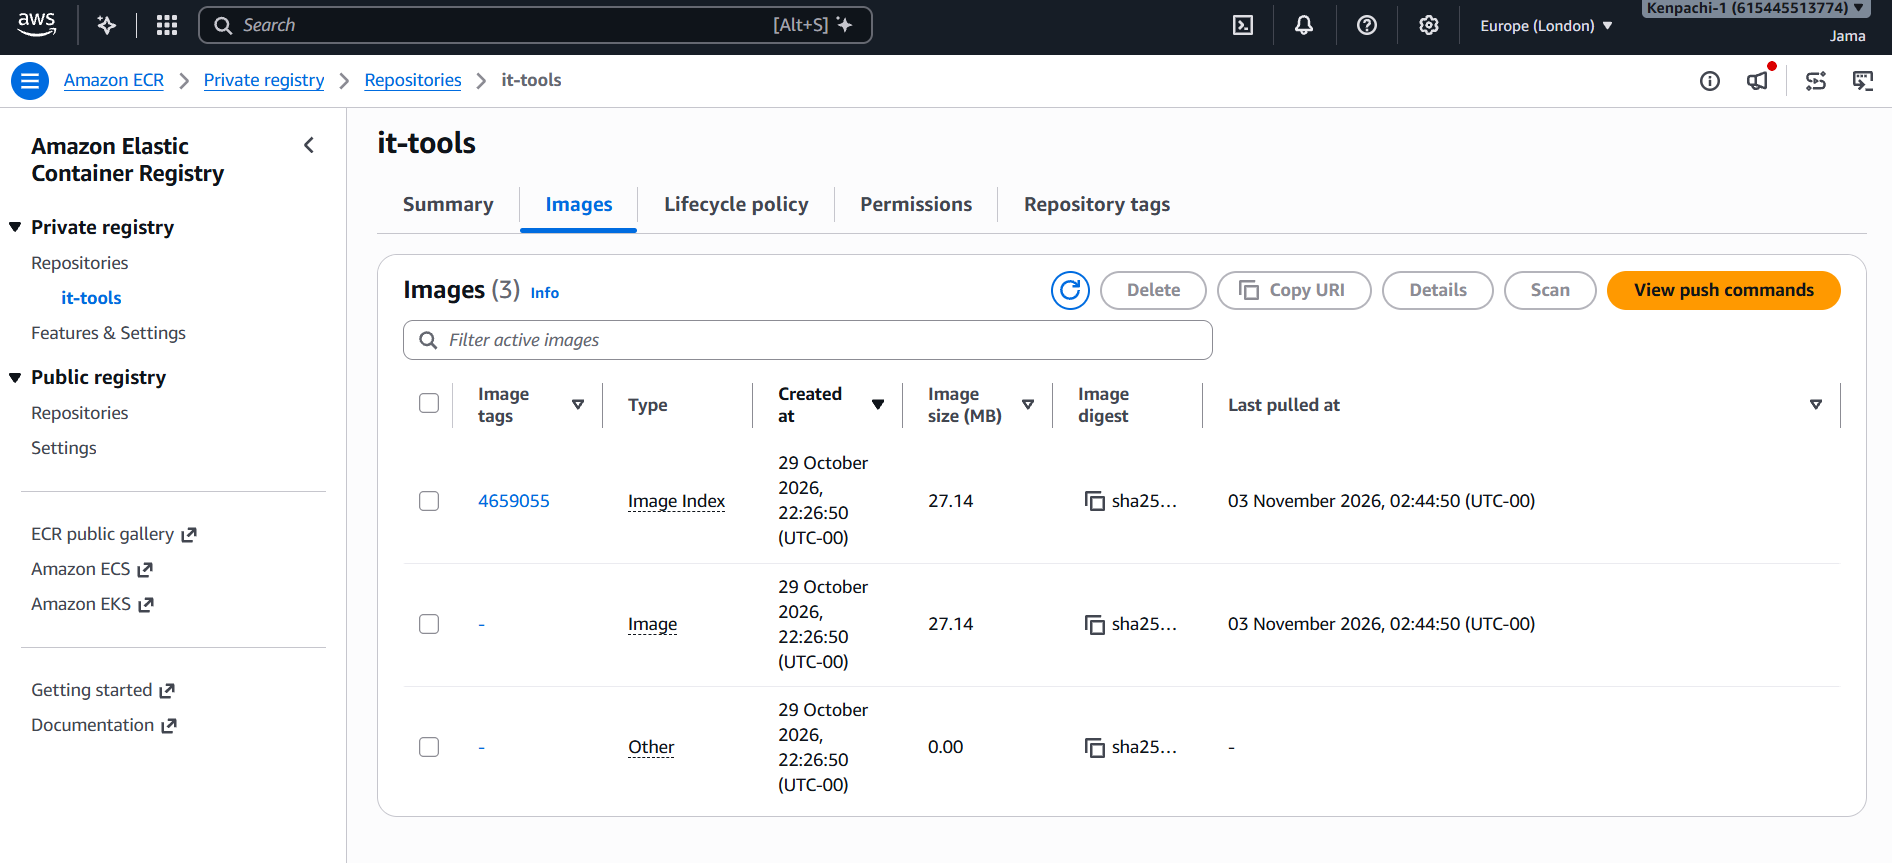 aws
Search
[Alt+S]
Europe (London)
Kenpachi-1 (615445513774)
Jama
Amazon ECR
Private registry
Repositories
it-tools
Amazon Elastic
Container Registry
Private registry
Repositories
it-tools
Features & Settings
Public registry
Repositories
Settings
ECR public gallery
Amazon ECS
Amazon EKS
Getting started
Documentation
it-tools
Summary
Images
Lifecycle policy
Permissions
Repository tags
Images (3) Info
Delete
Copy URI
Details
Scan
View push commands
Filter active images
Image
tags
Type
Created
at
Image
size (MB)
Image
digest
Last pulled at
4659055
Image Index
29 October
2026,
22:26:50
(UTC-00)
27.14
sha25...
03 November 2026, 02:44:50 (UTC-00)
-
Image
29 October
2026,
22:26:50
(UTC-00)
27.14
sha25...
03 November 2026, 02:44:50 (UTC-00)
-
Other
29 October
2026,
22:26:50
(UTC-00)
0.00
sha25...
-